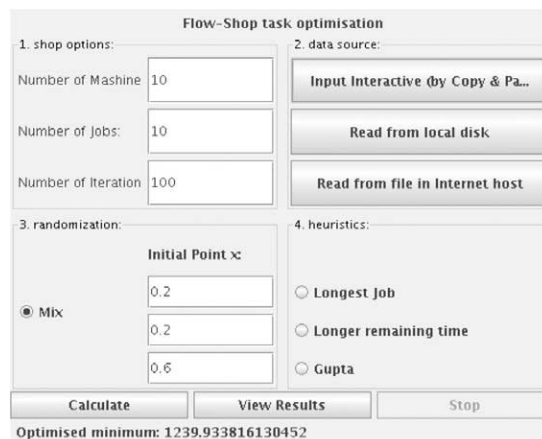 Flow-Shop task optimisation
1. shop options:
Number of Mashine 10
Number of Jobs: 10
Number of Iteration 100
2. data source:
Input Interactive (by Copy & Pa...
Read from local disk
Read from file in Internet host
3. randomization:
Initial Point x:
Mix
0.2
0.2
0.6
4. heuristics:
Longest Job
Longer remaining time
Gupta
Calculate View Results Stop
Optimised minimum: 1239.933816130452